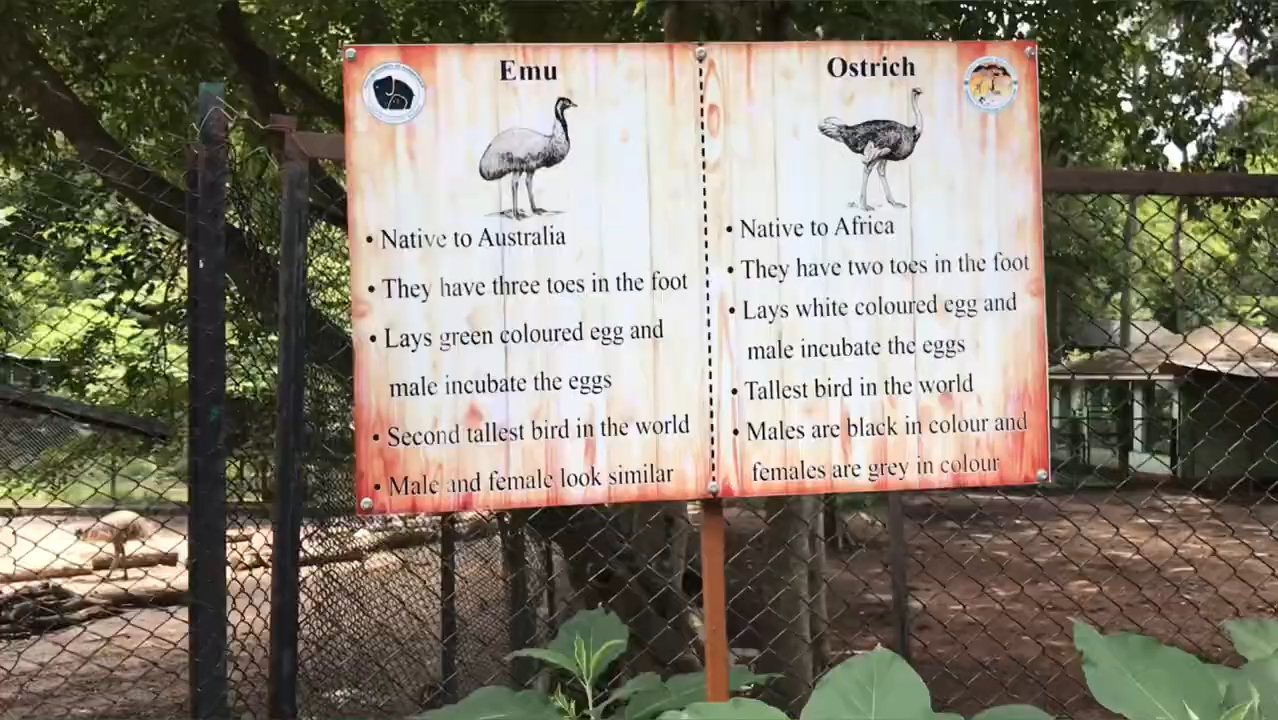 Emu
• Native to Australia
• They have three toes in the foot
• Lays green coloured egg and
male incubate the eggs
• Second tallest bird in the world
• Male and female look similar
Ostrich
• Native to Africa
• They have two toes in the foot
• Lays white coloured egg and
male incubate the eggs
• Tallest bird in the world
• Males are black in colour and
females are grey in colour